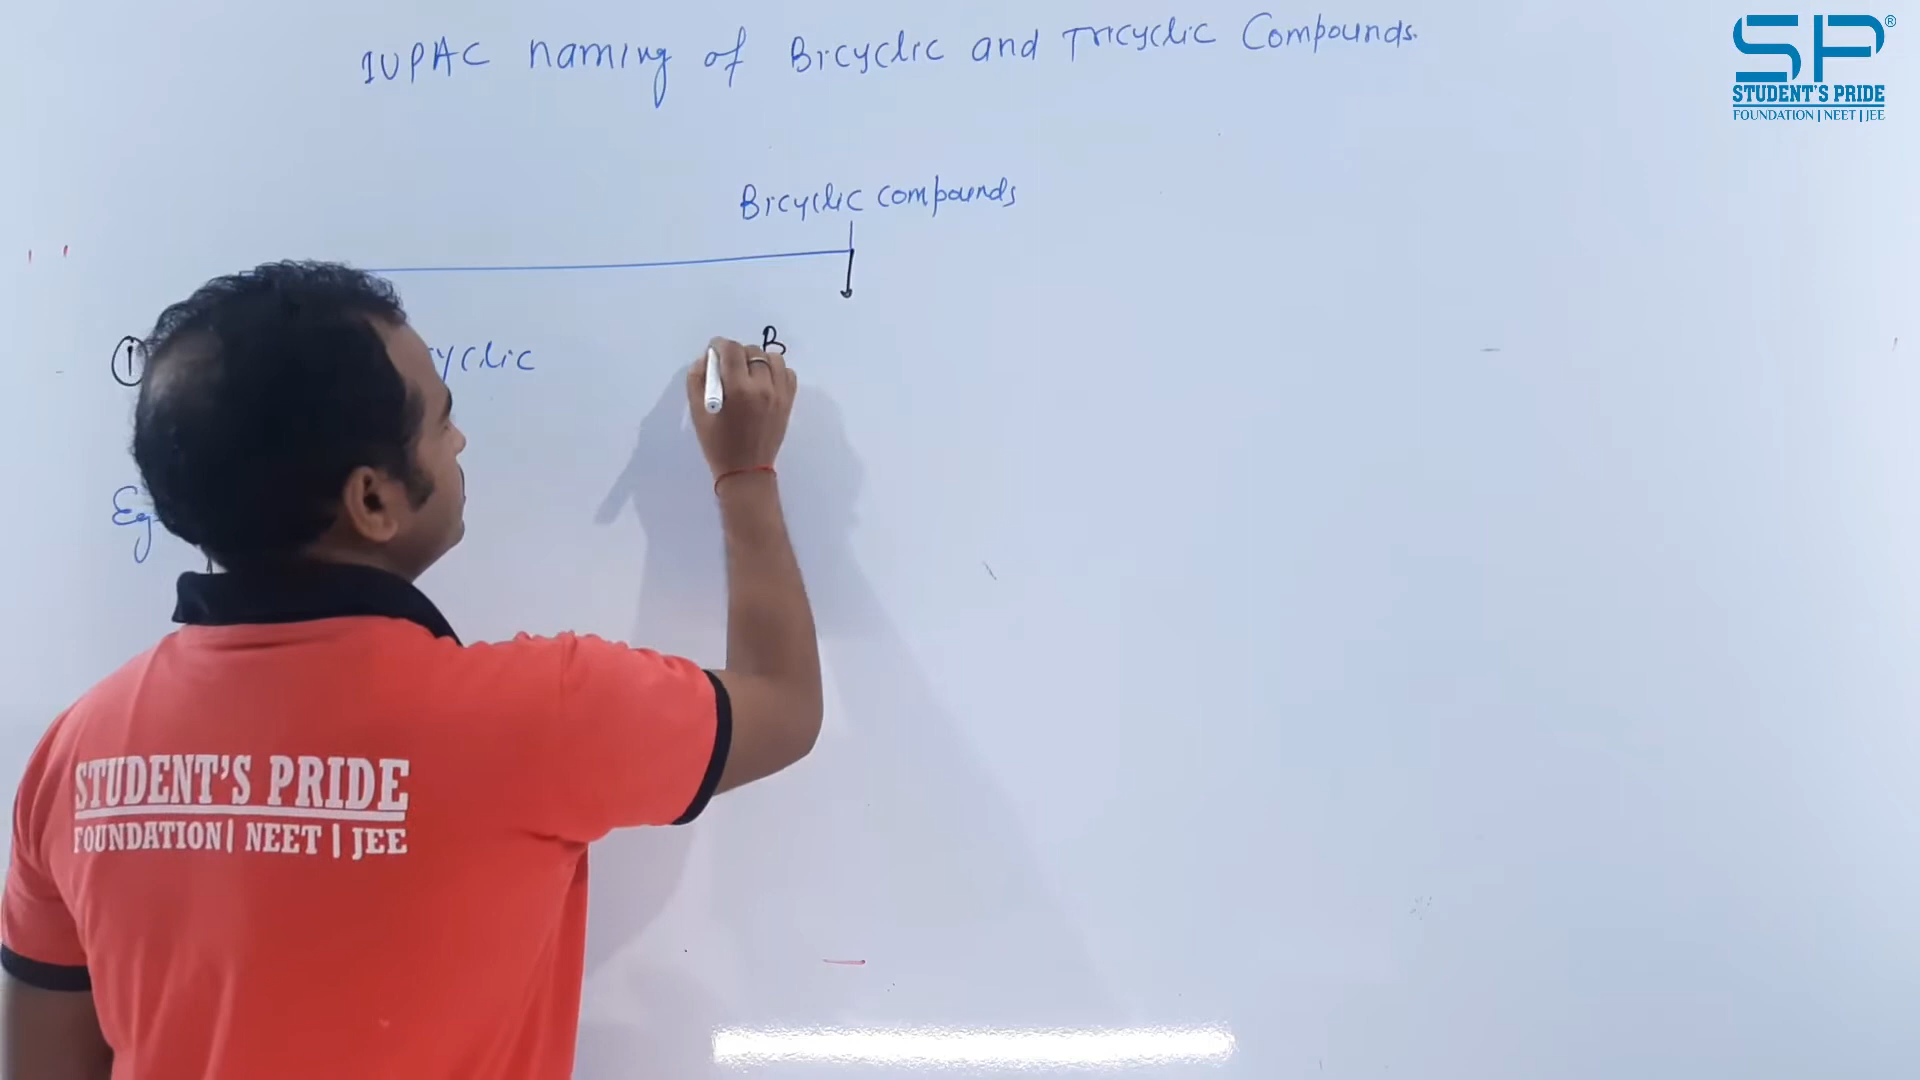 IUPAC naming of Bicyclic and Tricyclic Compounds.
SP®
STUDENT'S PRIDE
FOUNDATION | NEET | JEE
Bicyclic compounds
①
B
Eg
STUDENT'S PRIDE
FOUNDATION | NEET | JEE